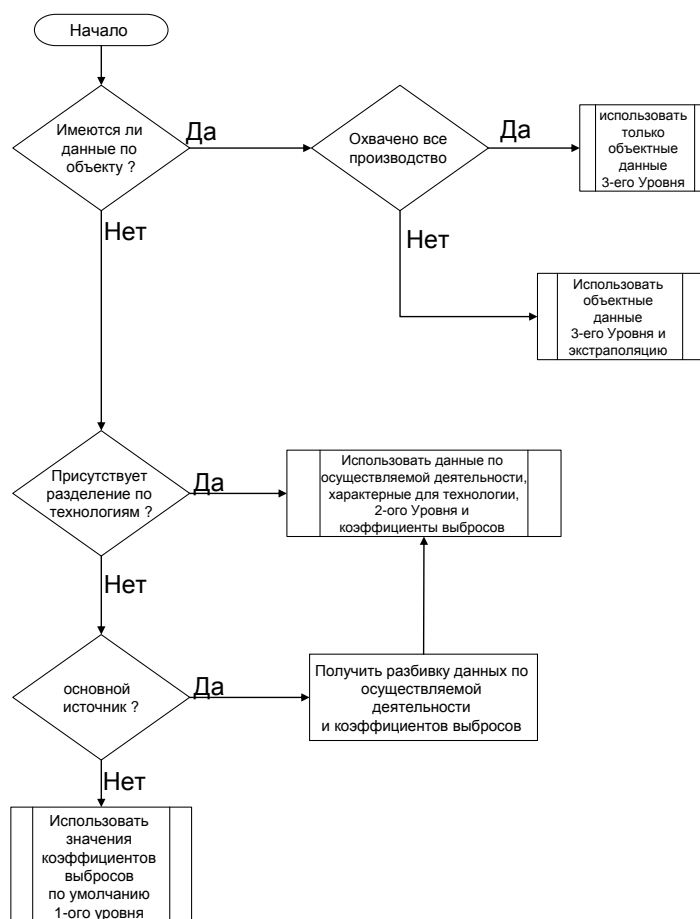 Начало
Имеются ли
данные по
объекту ?
Да
Охвачено все
производство
Да
использовать
только
объектные
данные
3-его Уровня
Нет
Нет
Использовать
объектные
данные
3-его Уровня и
экстраполяцию
Присутствует
разделение по
технологиям ?
Да
Использовать данные по
осуществляемой деятельности,
характерные для технологии,
2-ого Уровня и
коэффициенты выбросов
Нет
основной
источник ?
Да
Получить разбивку данных по
осуществляемой
деятельности
и коэффициентов выбросов
Нет
Использовать
значения
коэффициентов
выбросов
по умолчанию
1-ого уровня